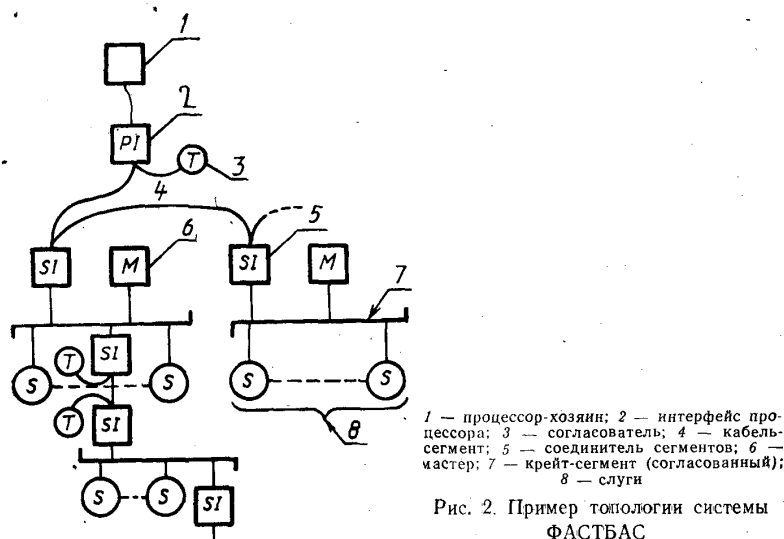 1
2
PI
T 3
4
5
6
SI M SI M
7
T SI
S S S S
T
SI
8
S S SI
1 — процессор-хозяин; 2 — интерфейс про-
цессора; 3 — согласователь; 4 — кабель-
сегмент; 5 — соединитель сегментов; 6 —
мастер; 7 — крейт-сегмент (согласованный);
8 — слуги
Рис. 2. Пример топологии системы
ФАСТБАС